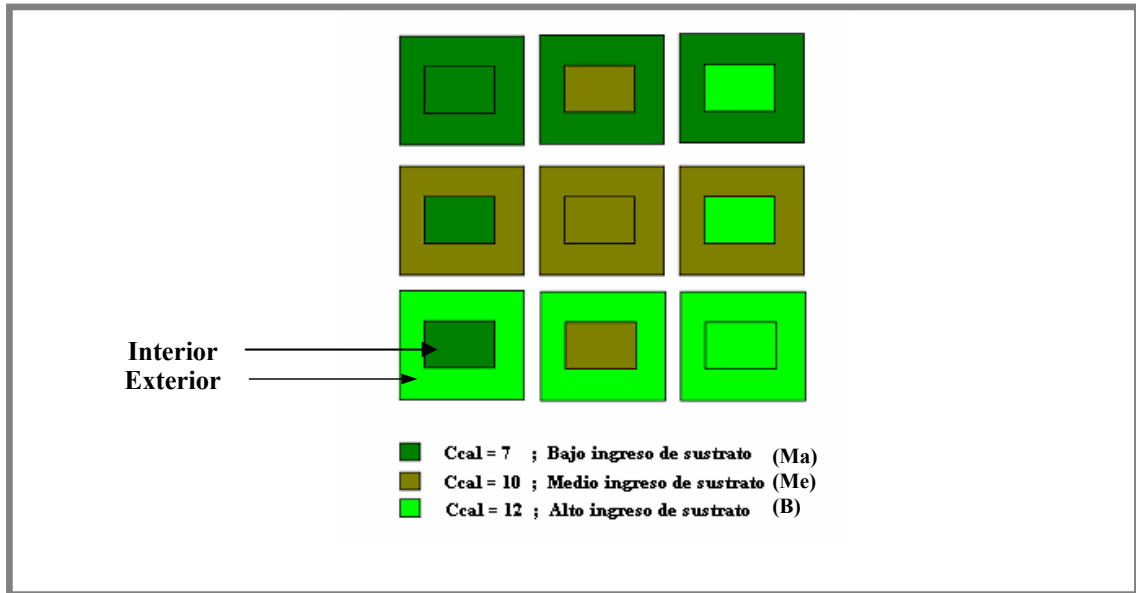 Interior
Exterior
Ccal = 7 ; Bajo ingreso de sustrato (Ma)
Ccal = 10 ; Medio ingreso de sustrato (Me)
Ccal = 12 ; Alto ingreso de sustrato (B)